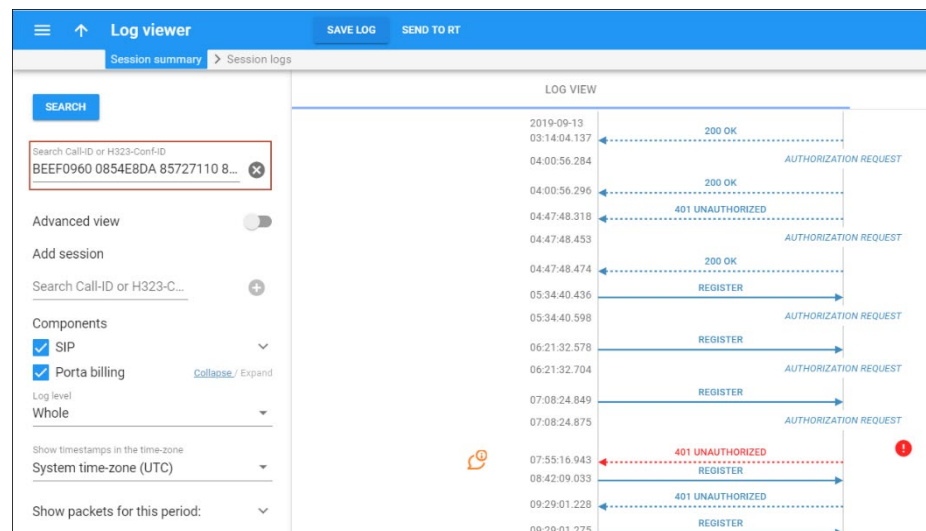 Log viewer
SAVE LOG
SEND TO RT
Session summary
Session logs
SEARCH
Search Call-ID or H323-Conf-ID
BEEF0960 0854E8DA 85727110 8...
Advanced view
Add session
Search Call-ID or H323-C...
Components
SIP
Porta billing
Collapse / Expand
Log level
Whole
Show timestamps in the time-zone
System time-zone (UTC)
Show packets for this period:
LOG VIEW
2019-09-13
03:14:04.137 200 OK
04:00:56.284 AUTHORIZATION REQUEST
04:00:56.296 200 OK
04:47:48.318 401 UNAUTHORIZED
04:47:48.453 AUTHORIZATION REQUEST
04:47:48.474 200 OK
05:34:40.436 REGISTER
05:34:40.598 AUTHORIZATION REQUEST
06:21:32.578 REGISTER
06:21:32.704 AUTHORIZATION REQUEST
07:08:24.849 REGISTER
07:08:24.875 AUTHORIZATION REQUEST
07:55:16.943 401 UNAUTHORIZED
08:42:09.033 REGISTER
09:29:01.228 401 UNAUTHORIZED
09:29:01.275 REGISTER